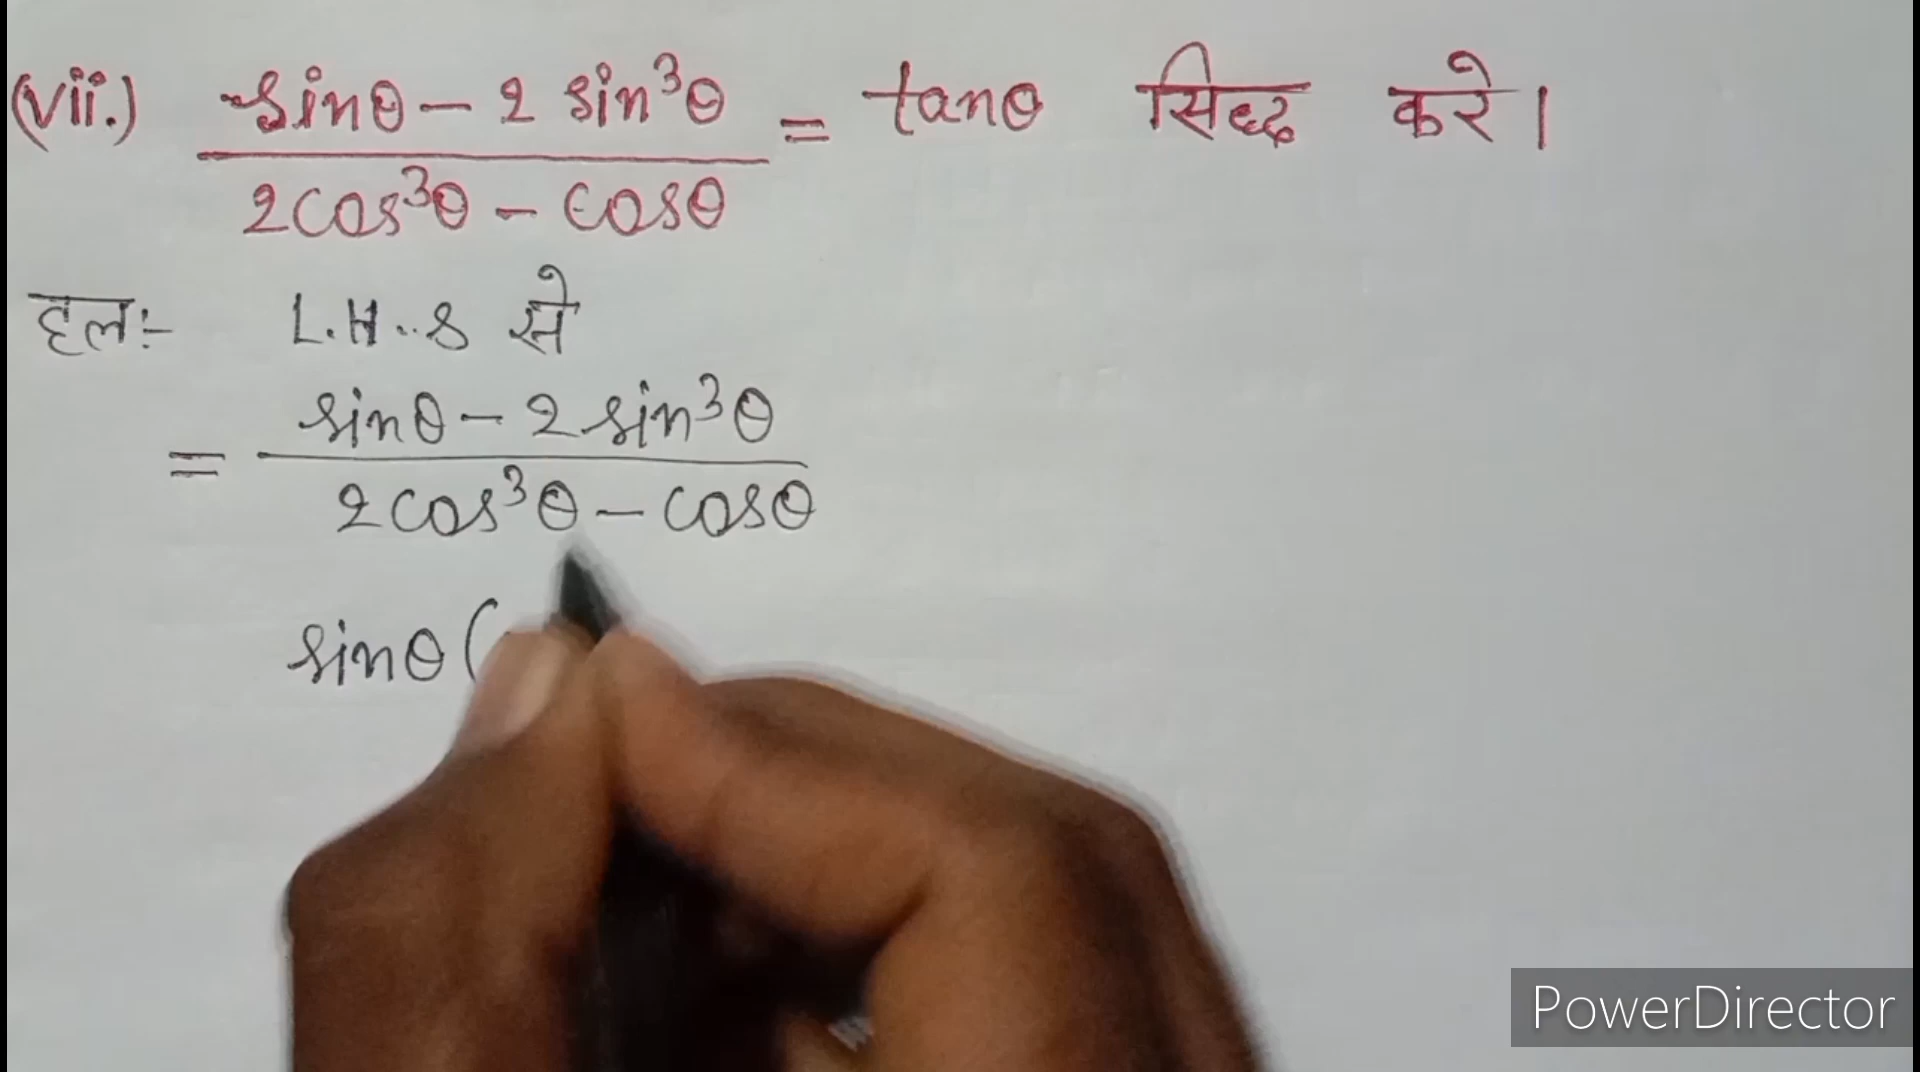 (vii.) sinθ - 2 sin³θ / 2cos³θ - cosθ = tanθ सिद्ध करे।
हल:- L.H.S से
= sinθ - 2 sin³θ / 2cos³θ - cosθ
sinθ (
PowerDirector